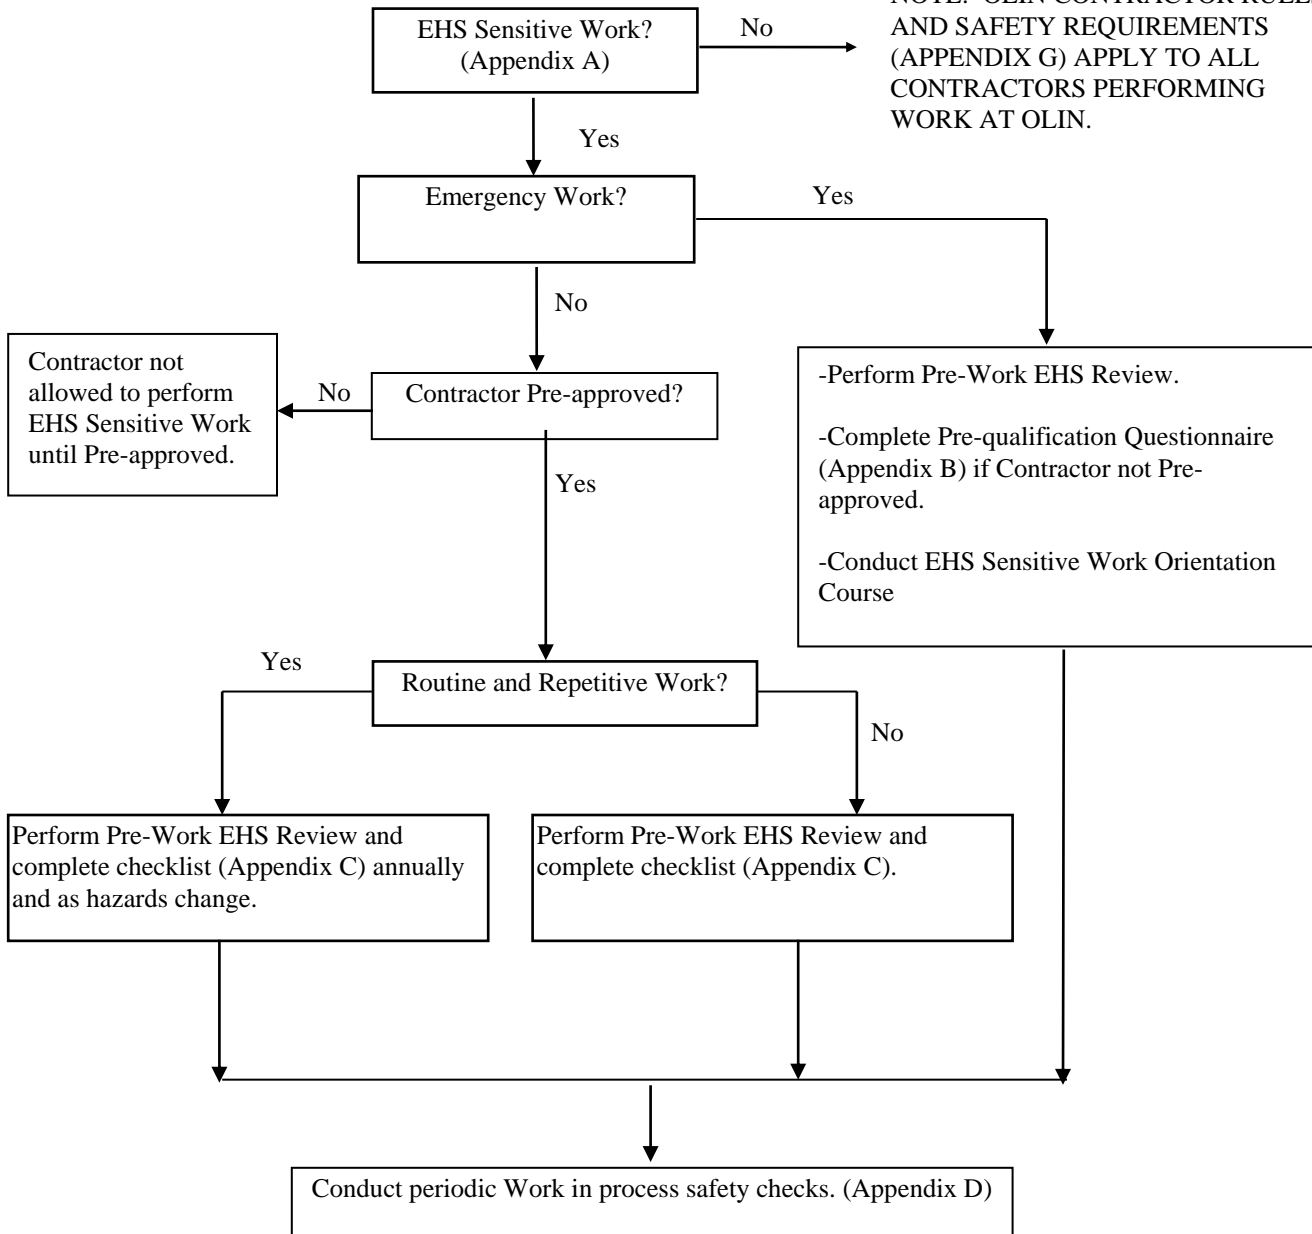 NOTE: OLIN CONTRACTOR RULES
EHS Sensitive Work?
(Appendix A)
No
AND SAFETY REQUIREMENTS
(APPENDIX G) APPLY TO ALL
CONTRACTORS PERFORMING
WORK AT OLIN.
Yes
Emergency Work?
Yes
No
Contractor not
allowed to perform
EHS Sensitive Work
until Pre-approved.
No
Contractor Pre-approved?
-Perform Pre-Work EHS Review.
-Complete Pre-qualification Questionnaire
(Appendix B) if Contractor not Pre-
approved.
-Conduct EHS Sensitive Work Orientation
Course
Yes
Yes
Routine and Repetitive Work?
No
Perform Pre-Work EHS Review and
complete checklist (Appendix C) annually
and as hazards change.
Perform Pre-Work EHS Review and
complete checklist (Appendix C).
Conduct periodic Work in process safety checks. (Appendix D)